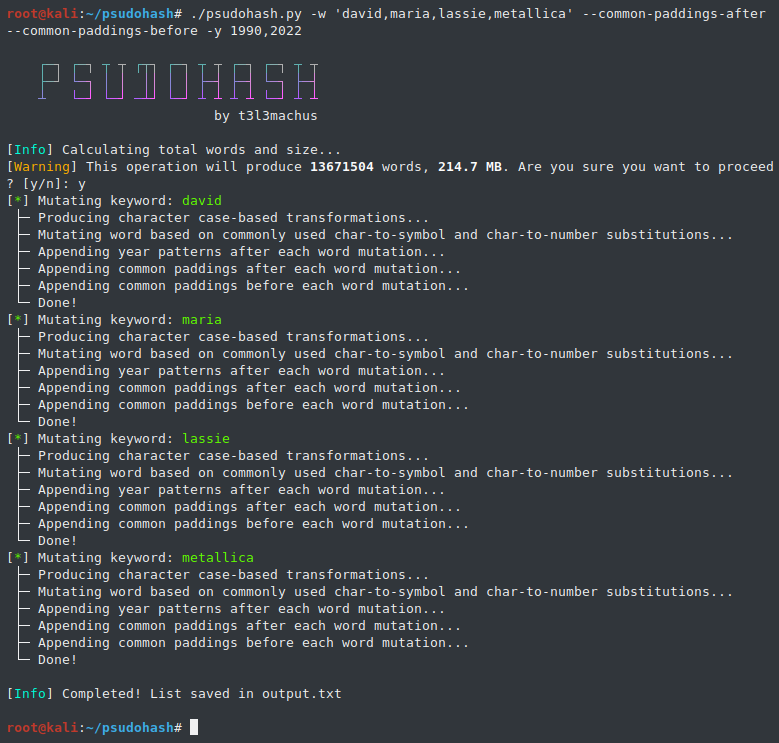 root@kali:~/psudohash# ./psudohash.py -w 'david,maria,lassie,metallica' --common-paddings-after
--common-paddings-before -y 1990,2022
PSUDOHASH
by t3l3machus
[Info] Calculating total words and size...
[Warning] This operation will produce 13671504 words, 214.7 MB. Are you sure you want to proceed
? [y/n]: y
[*] Mutating keyword: david
├─ Producing character case-based transformations...
├─ Mutating word based on commonly used char-to-symbol and char-to-number substitutions...
├─ Appending year patterns after each word mutation...
├─ Appending common paddings after each word mutation...
├─ Appending common paddings before each word mutation...
└─ Done!
[*] Mutating keyword: maria
├─ Producing character case-based transformations...
├─ Mutating word based on commonly used char-to-symbol and char-to-number substitutions...
├─ Appending year patterns after each word mutation...
├─ Appending common paddings after each word mutation...
├─ Appending common paddings before each word mutation...
└─ Done!
[*] Mutating keyword: lassie
├─ Producing character case-based transformations...
├─ Mutating word based on commonly used char-to-symbol and char-to-number substitutions...
├─ Appending year patterns after each word mutation...
├─ Appending common paddings after each word mutation...
├─ Appending common paddings before each word mutation...
└─ Done!
[*] Mutating keyword: metallica
├─ Producing character case-based transformations...
├─ Mutating word based on commonly used char-to-symbol and char-to-number substitutions...
├─ Appending year patterns after each word mutation...
├─ Appending common paddings after each word mutation...
├─ Appending common paddings before each word mutation...
└─ Done!
[Info] Completed! List saved in output.txt
root@kali:~/psudohash#